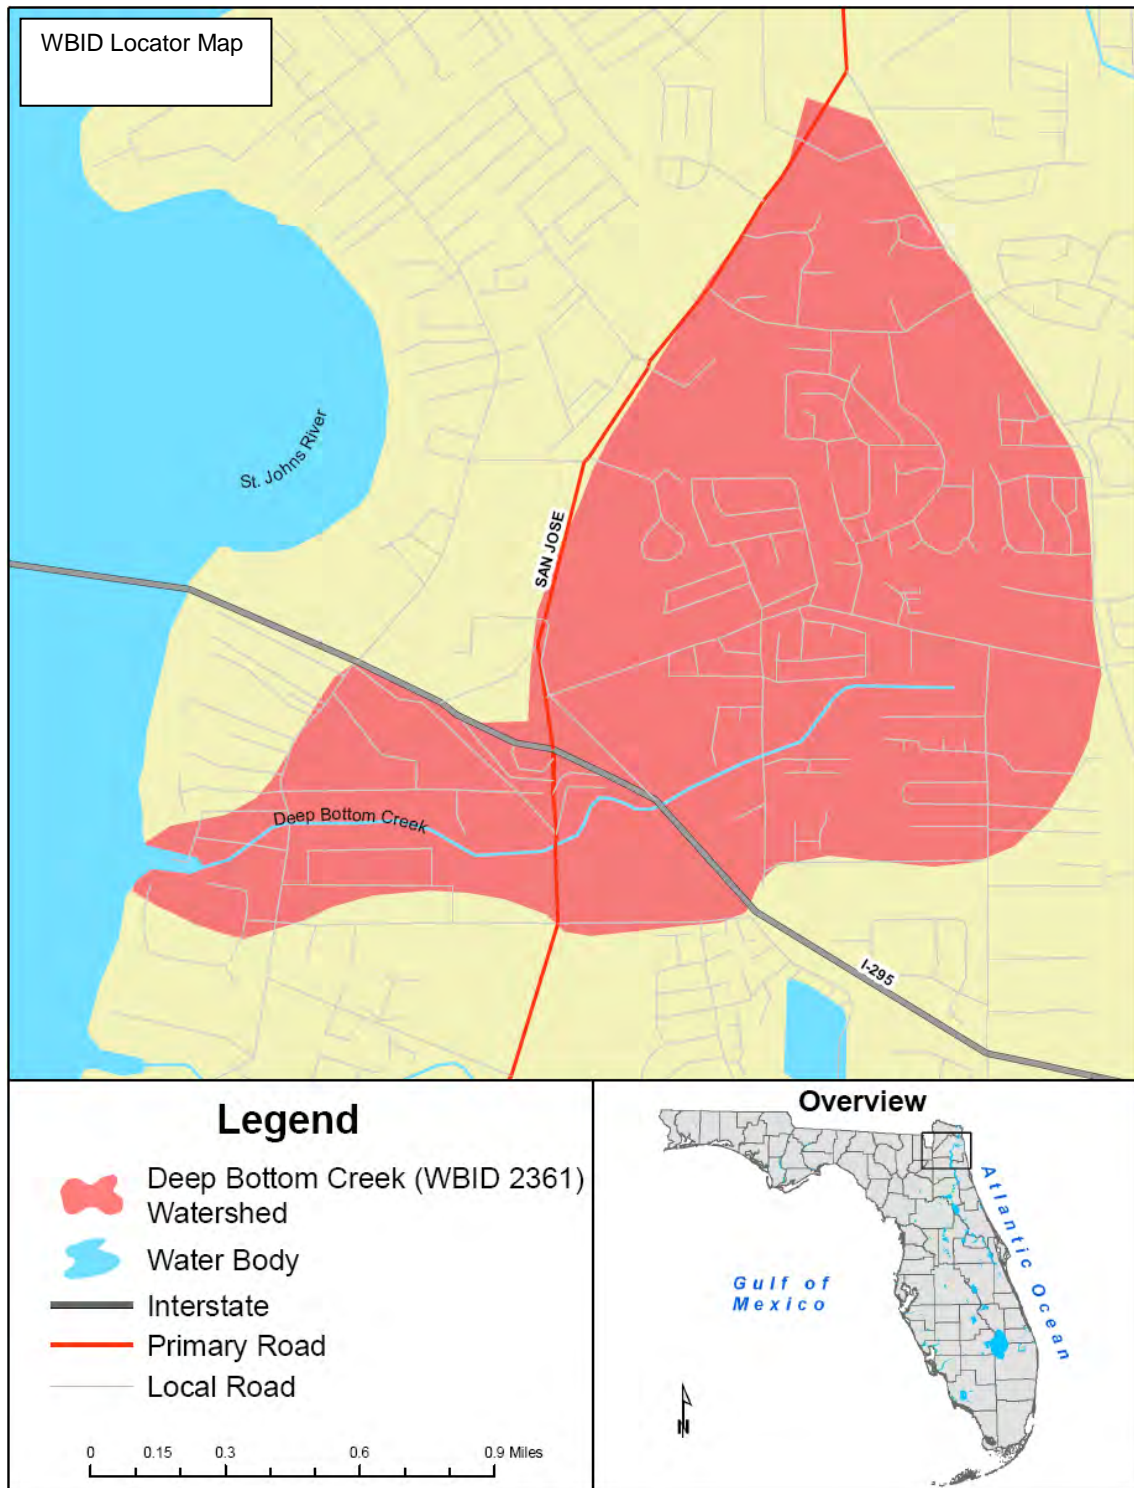 WBID Locator Map
St. Johns River
SAN JOSE
Deep Bottom Creek
I-295
Legend
Deep Bottom Creek (WBID 2361)
Watershed
Water Body
Interstate
Primary Road
Local Road
0 0.15 0.3 0.6 0.9 Miles
Overview
Atlantic Ocean
Gulf of
Mexico
N